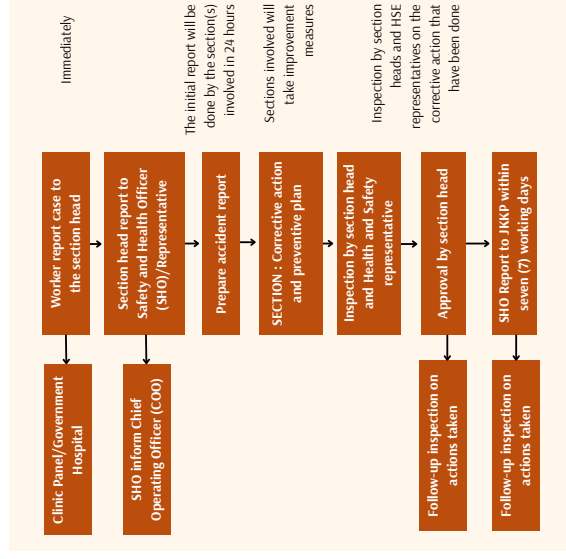 Immediately
The initial report will be
done by the section(s)
involved in 24 hours
Sections involved will
take improvement
measures
Inspection by section
heads and HSE
representatives on the
corrective action that
have been done
Worker report case to
the section head
Section head report to
Safety and Health Officer
(SHO)/Representative
Prepare accident report
SECTION : Corrective action
and preventive plan
Inspection by section head
and Health and Safety
representative
Approval by section head
SHO Report to JKKP within
seven (7) working days
Clinic Panel/Government
Hospital
SHO inform Chief
Operating Officer (COO)
Follow-up inspection on
actions taken
Follow-up inspection on
actions taken